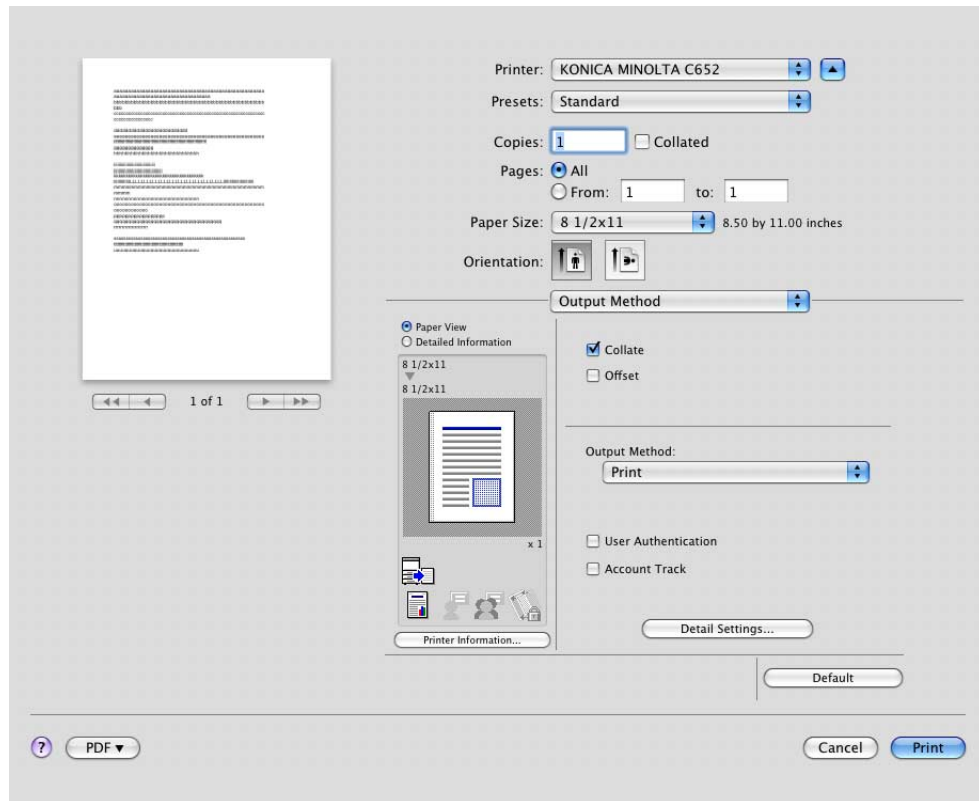 Printer: KONICA MINOLTA C652
Presets: Standard
Copies: 1 Collated
Pages: All
From: 1 to: 1
Paper Size: 8 1/2x11 8.50 by 11.00 inches
Orientation:
Output Method
Paper View
Detailed Information
8 1/2x11
8 1/2x11
x 1
Printer Information...
Collate
Offset
Output Method:
Print
User Authentication
Account Track
Detail Settings...
1 of 1
Default
? PDF ▼ Cancel Print